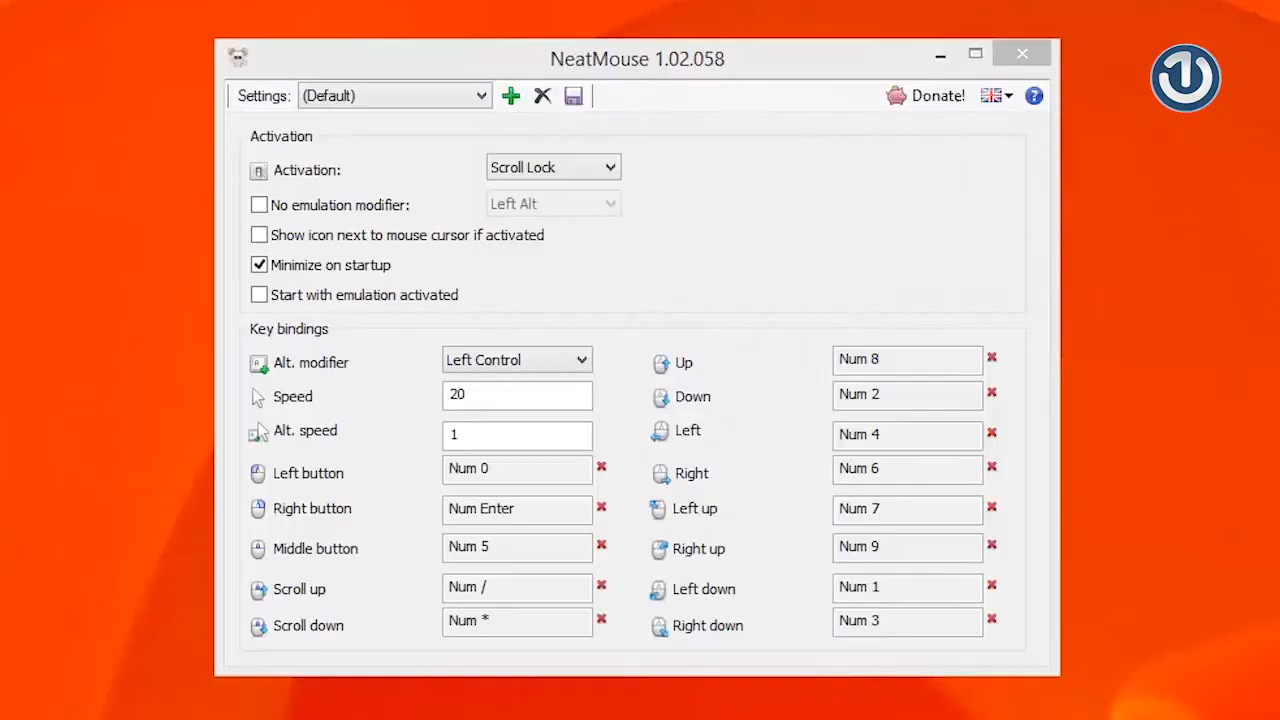 NeatMouse 1.02.058
Settings: (Default) Donate!
Activation
Activation: Scroll Lock
No emulation modifier: Left Alt
Show icon next to mouse cursor if activated
Minimize on startup
Start with emulation activated
Key bindings
Alt. modifier Left Control Up Num 8
Speed 20 Down Num 2
Alt. speed 1 Left Num 4
Left button Num 0 Right Num 6
Right button Num Enter Left up Num 7
Middle button Num 5 Right up Num 9
Scroll up Num / Left down Num 1
Scroll down Num * Right down Num 3